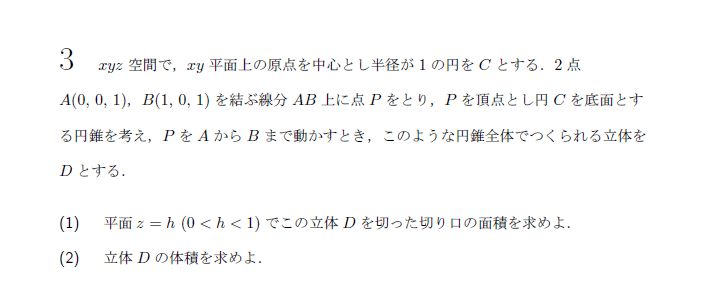 3 xyz 空間で，xy 平面上の原点を中心とし半径が 1 の円を C とする．2 点
A(0, 0, 1)，B(1, 0, 1) を結ぶ線分 AB 上に点 P をとり，P を頂点とし円 C を底面とす
る円錐を考え，P を A から B まで動かすとき，このような円錐全体でつくられる立体を
D とする．
(1) 平面 z = h (0 < h < 1) でこの立体 D を切った切り口の面積を求めよ．
(2) 立体 D の体積を求めよ．